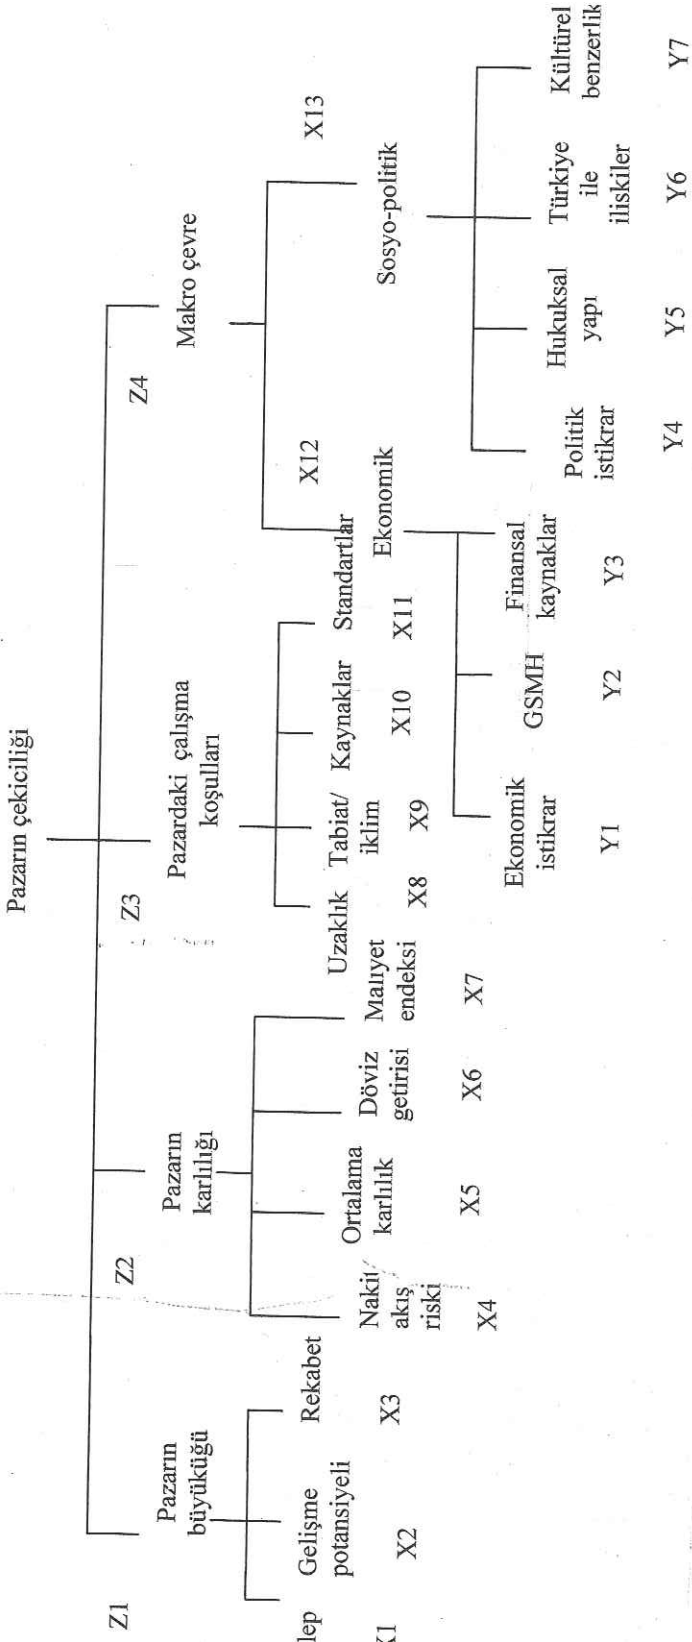 Pazarın çekiciliği
Z1
Z2
Z3
Z4
Pazarın
büyüküğü
Pazarın
karlılığı
Pazardaki çalışma
koşulları
Makro çevre
lep
X1
Gelişme
potansiyeli
X2
Rekabet
X3
Nakit
akış
riski
X4
Ortalama
karlılık
X5
Döviz
getirisi
X6
Maliyet
endeksi
X7
Uzaklık
X8
Tabiat/
iklim
X9
Kaynaklar
X10
Standartlar
X11
X12
Ekonomik
X13
Sosyo-politik
Ekonomik
istikrar
Y1
GSMH
Y2
Finansal
kaynaklar
Y3
Politik
istikrar
Y4
Hukuksal
yapı
Y5
Türkiye
ile
iliskiler
Y6
Kültürel
benzerlik
Y7